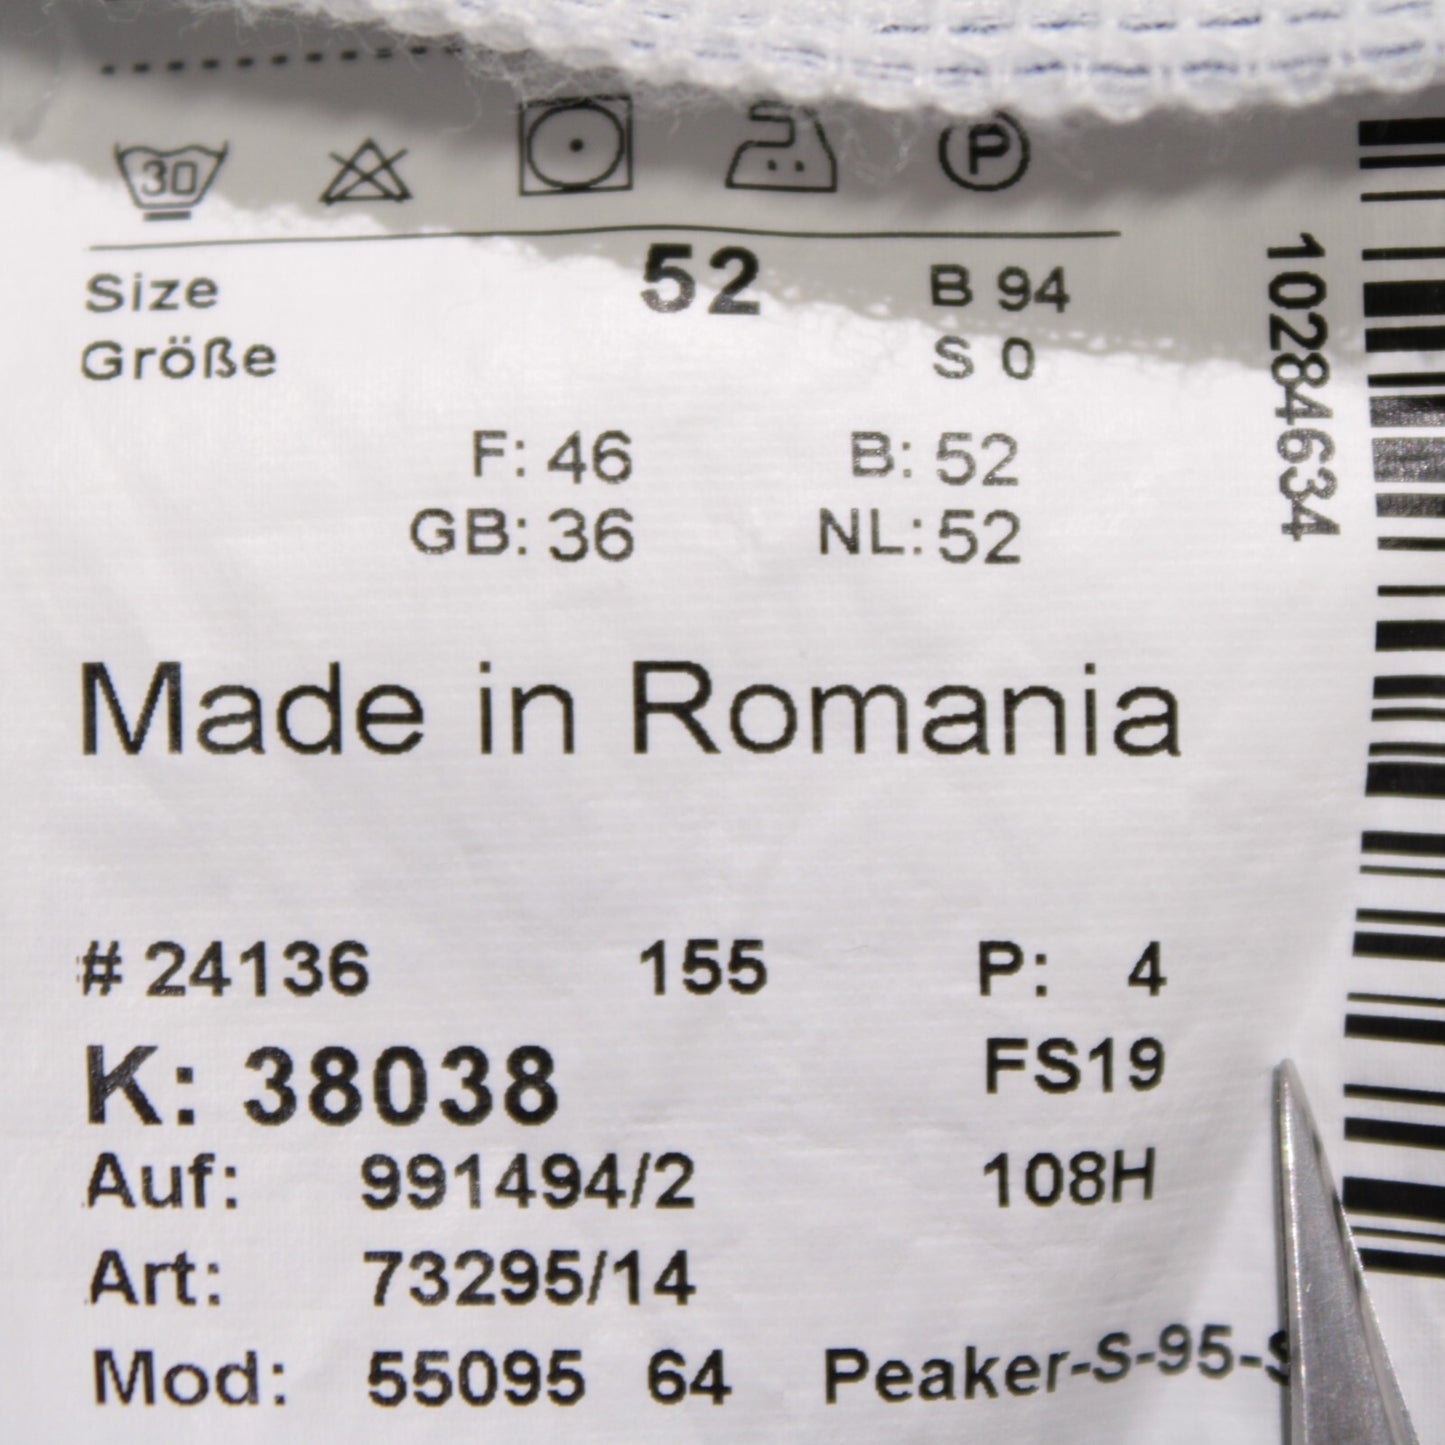 30 P
Size 52 B 94
Größe S 0
F: 46 B: 52
GB: 36 NL: 52
Made in Romania
# 24136 155 P: 4
K: 38038 FS19
Auf: 991494/2 108H
Art: 73295/14
Mod: 55095 64 Peaker-S-95-S
10284634